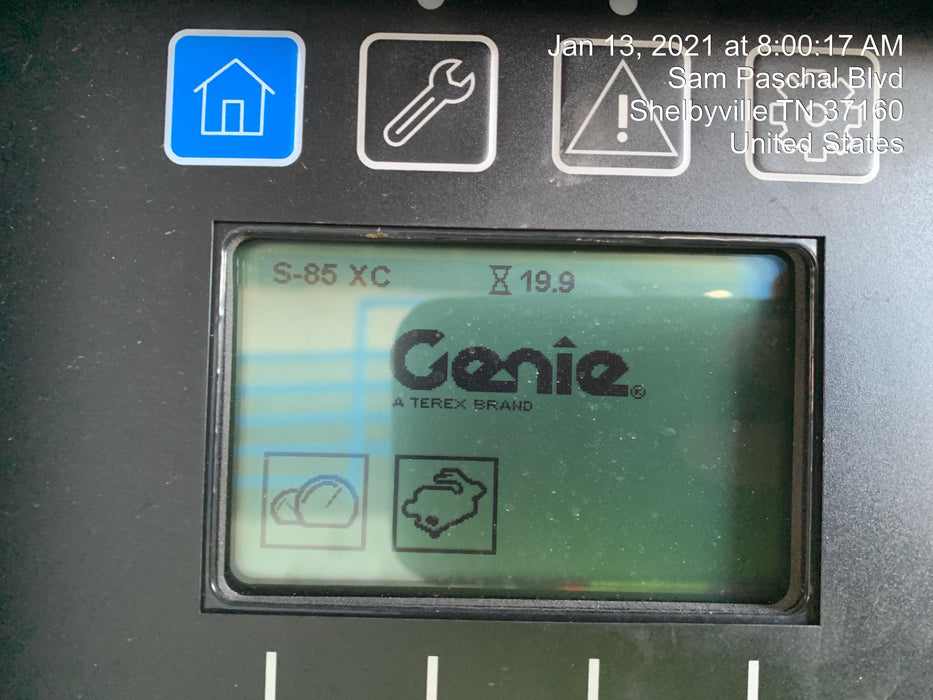 Jan 13, 2021 at 8:00:17 AM
Sam Paschal Blvd
Shelbyville TN 37160
United States
S-85 XC
19.9
Genie®
A TEREX BRAND